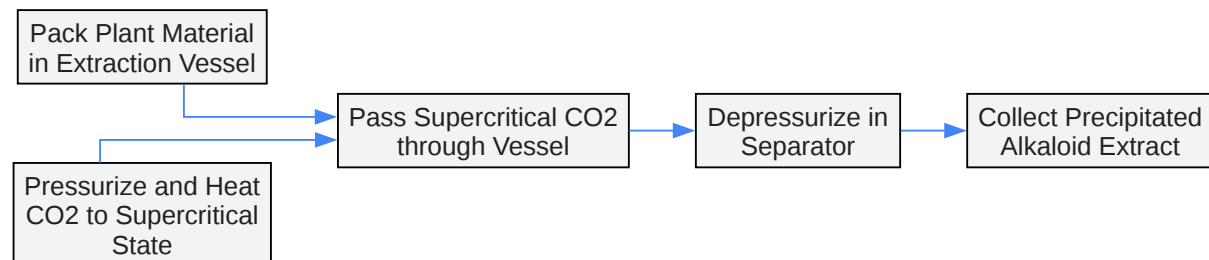 Pack Plant Material
in Extraction Vessel
Pressurize and Heat
CO2 to Supercritical
State
Pass Supercritical CO2
through Vessel
Depressurize in
Separator
Collect Precipitated
Alkaloid Extract